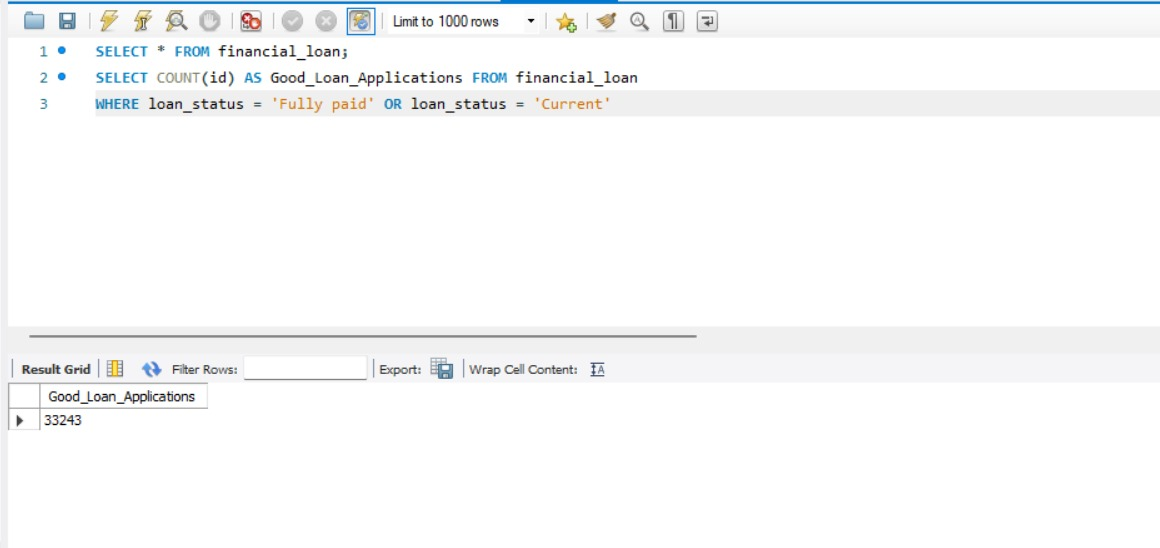 Limit to 1000 rows
1 SELECT * FROM financial_loan;
2 SELECT COUNT(id) AS Good_Loan_Applications FROM financial_loan
3 WHERE loan_status = 'Fully paid' OR loan_status = 'Current'
Result Grid Filter Rows: Export: Wrap Cell Content: IA
Good_Loan_Applications
33243